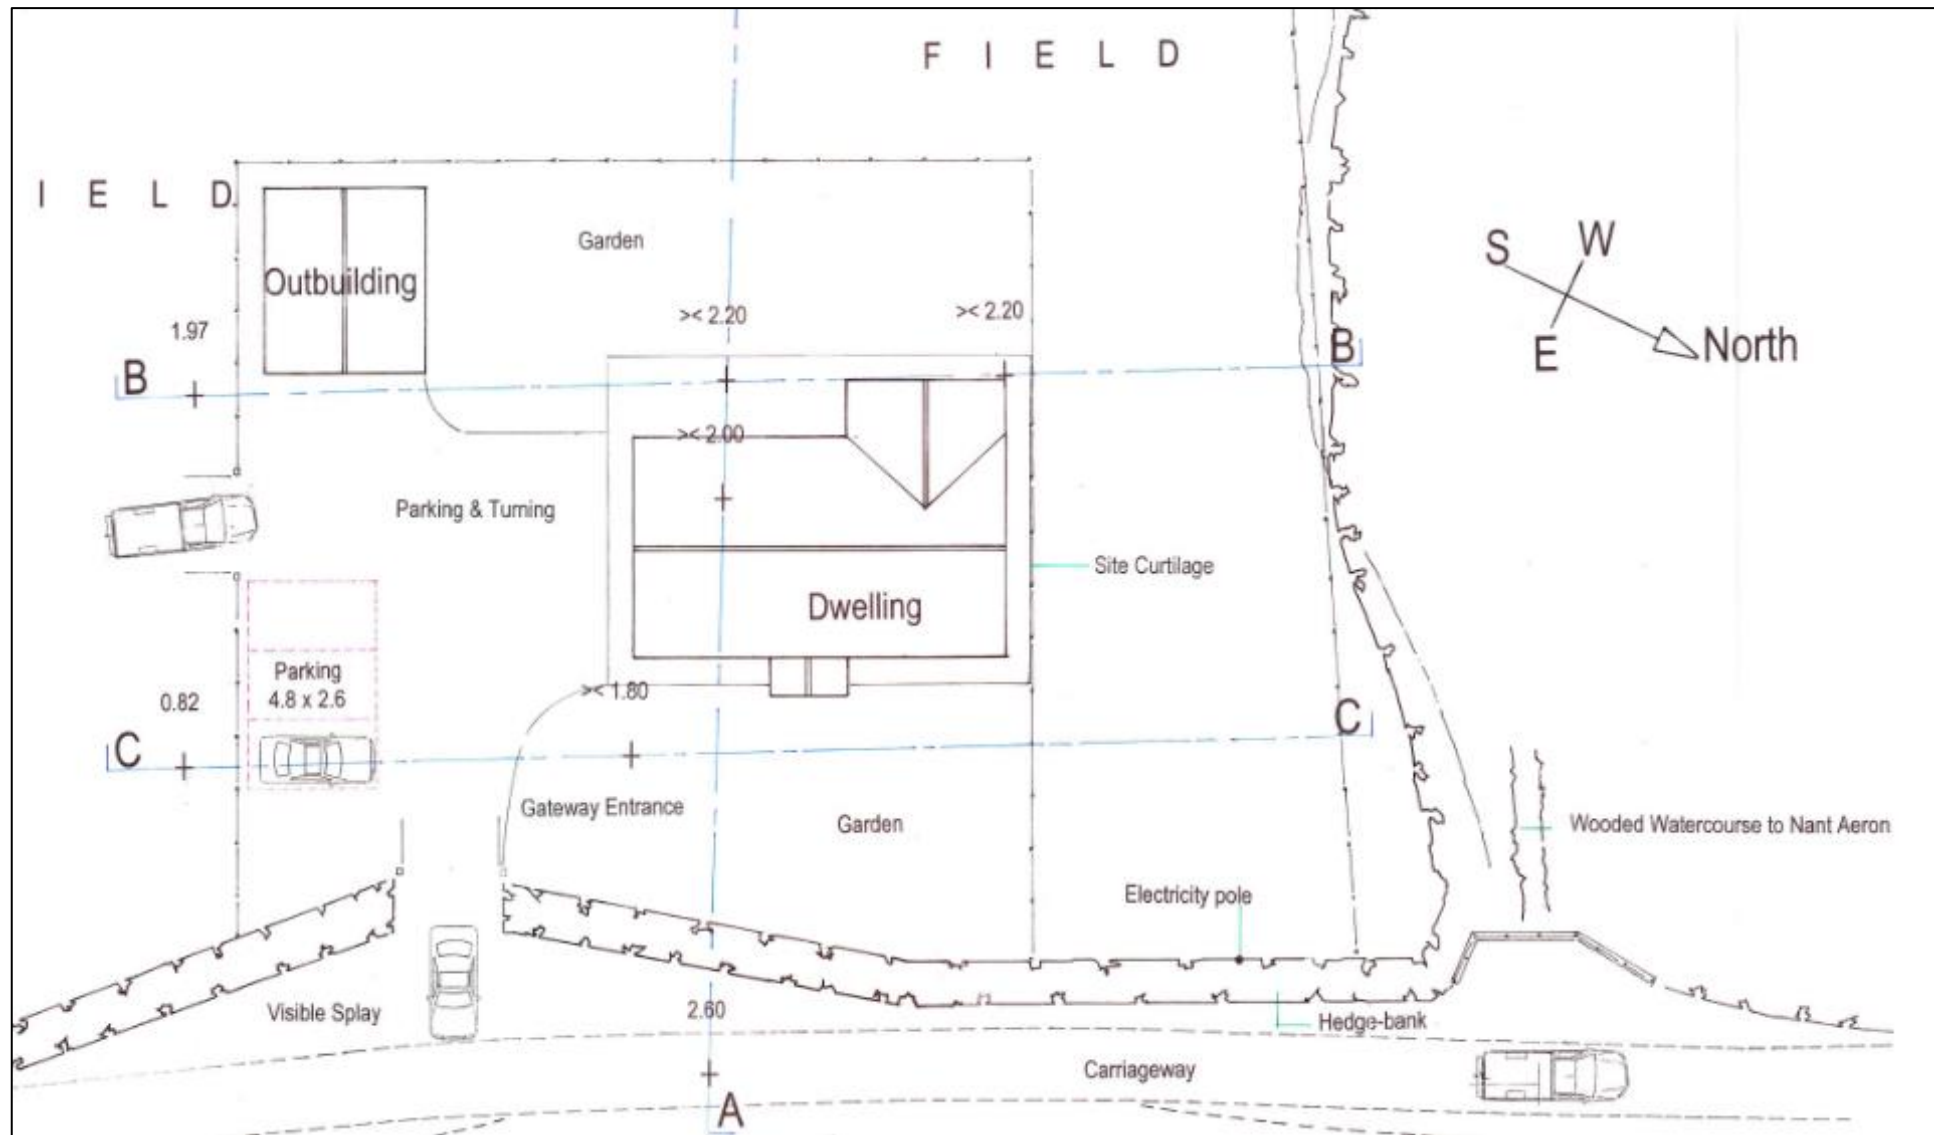 F I E L D
I E L D
S
W
E
North
Garden
Outbuilding
>< 2.20
>< 2.20
1.97
B
B
>< 2.00
Parking & Turning
Site Curtilage
Dwelling
Parking
4.8 x 2.6
>< 1.80
0.82
C
C
Gateway Entrance
Garden
Wooded Watercourse to Nant Aeron
Electricity pole
Visible Splay
2.60
Hedge-bank
Carriageway
A